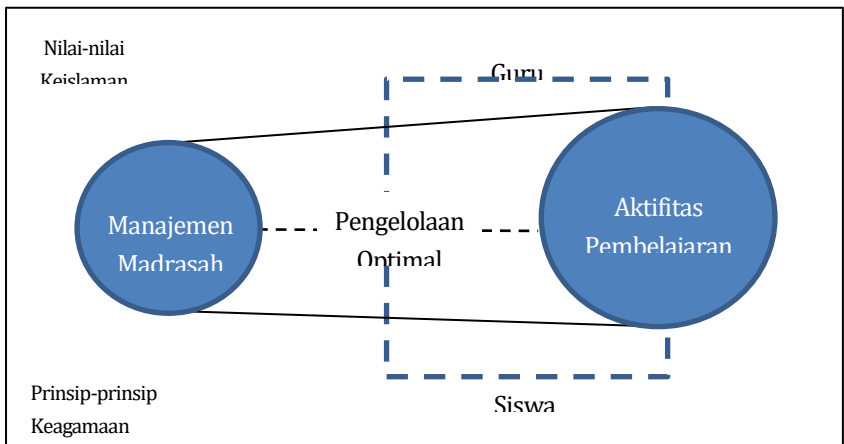 Nilai-nilai
Keislaman
Guru
Manajemen
Madrasah
Pengelolaan
Optimal
Aktifitas
Pembelajaran
Prinsip-prinsip
Keagamaan
Siswa